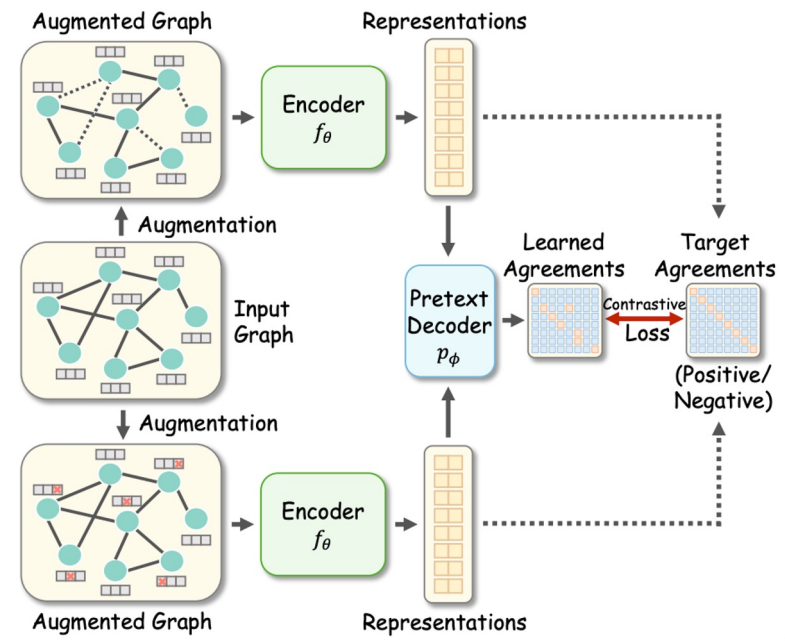 Augmented Graph
Representations
Encoder
fθ
Augmentation
Input
Graph
Learned
Agreements
Target
Agreements
Pretext
Decoder
pϕ
Contrastive
Loss
(Positive/
Negative)
Augmentation
Encoder
fθ
Augmented Graph
Representations